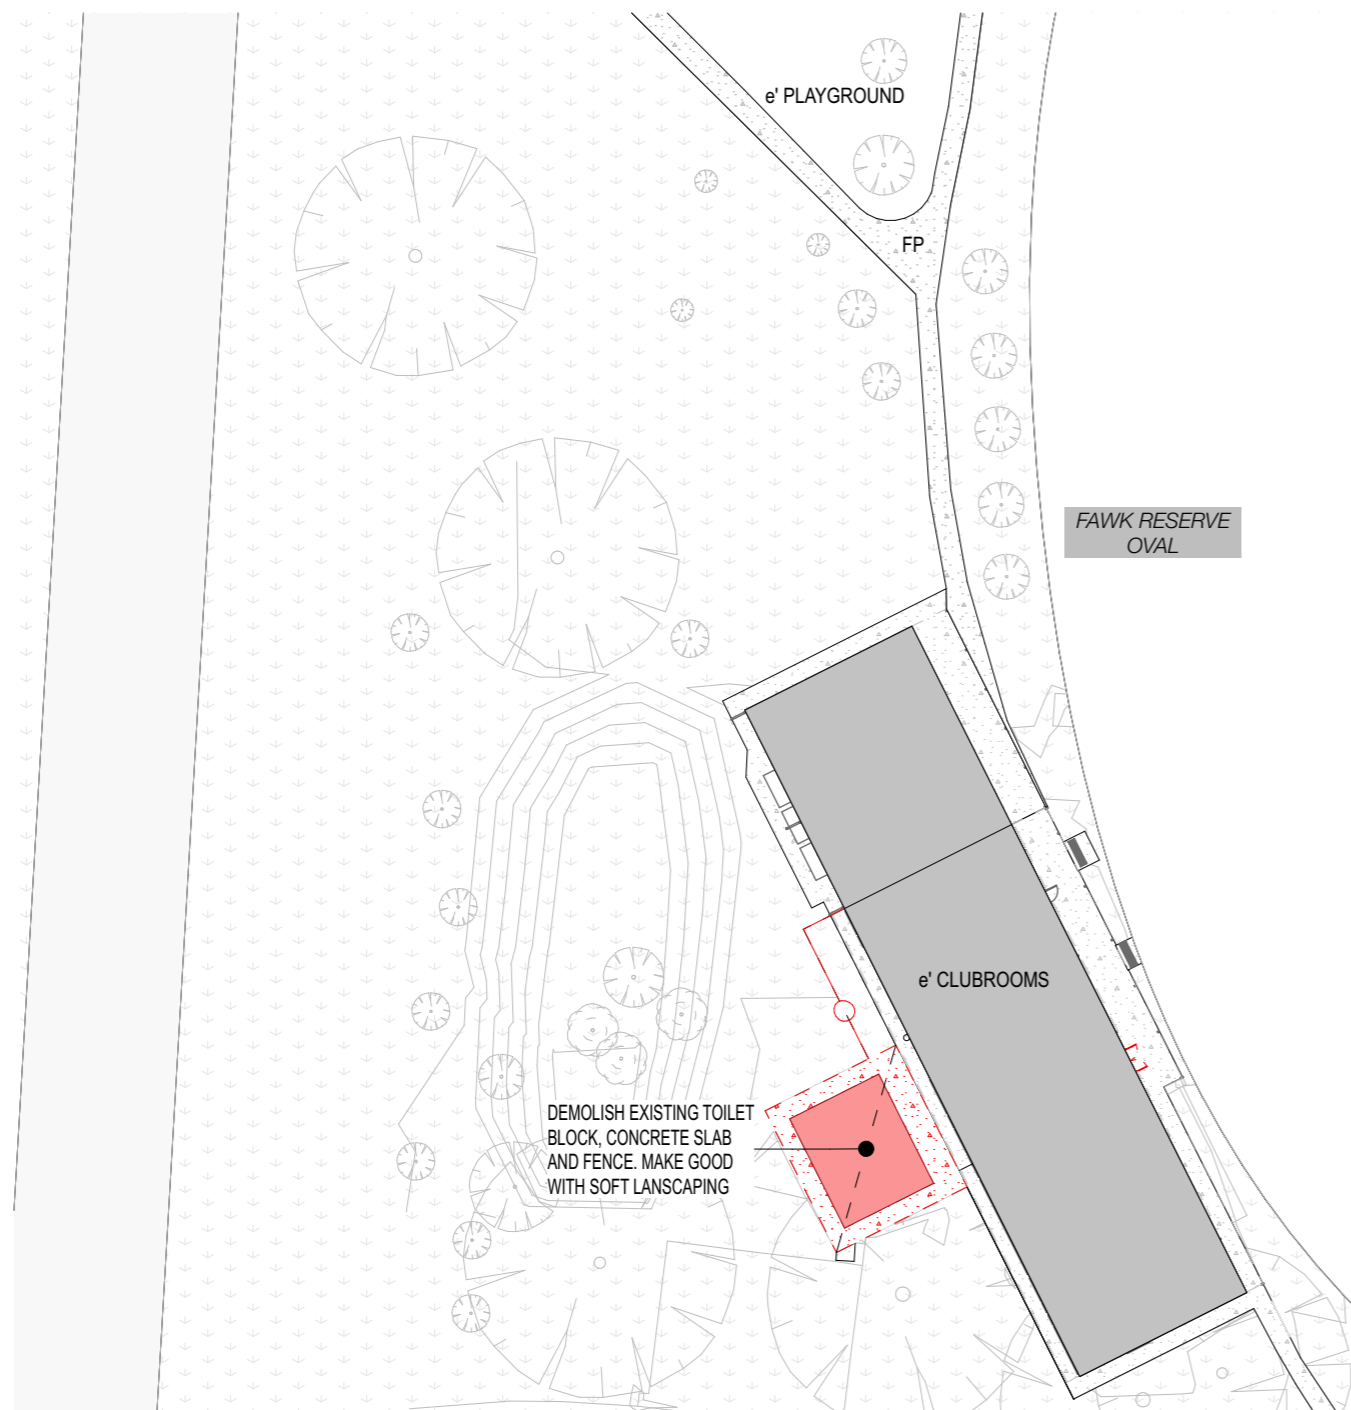 e' PLAYGROUND
FP
FAWK RESERVE
OVAL
e' CLUBROOMS
DEMOLISH EXISTING TOILET
BLOCK, CONCRETE SLAB
AND FENCE. MAKE GOOD
WITH SOFT LANSCAPING